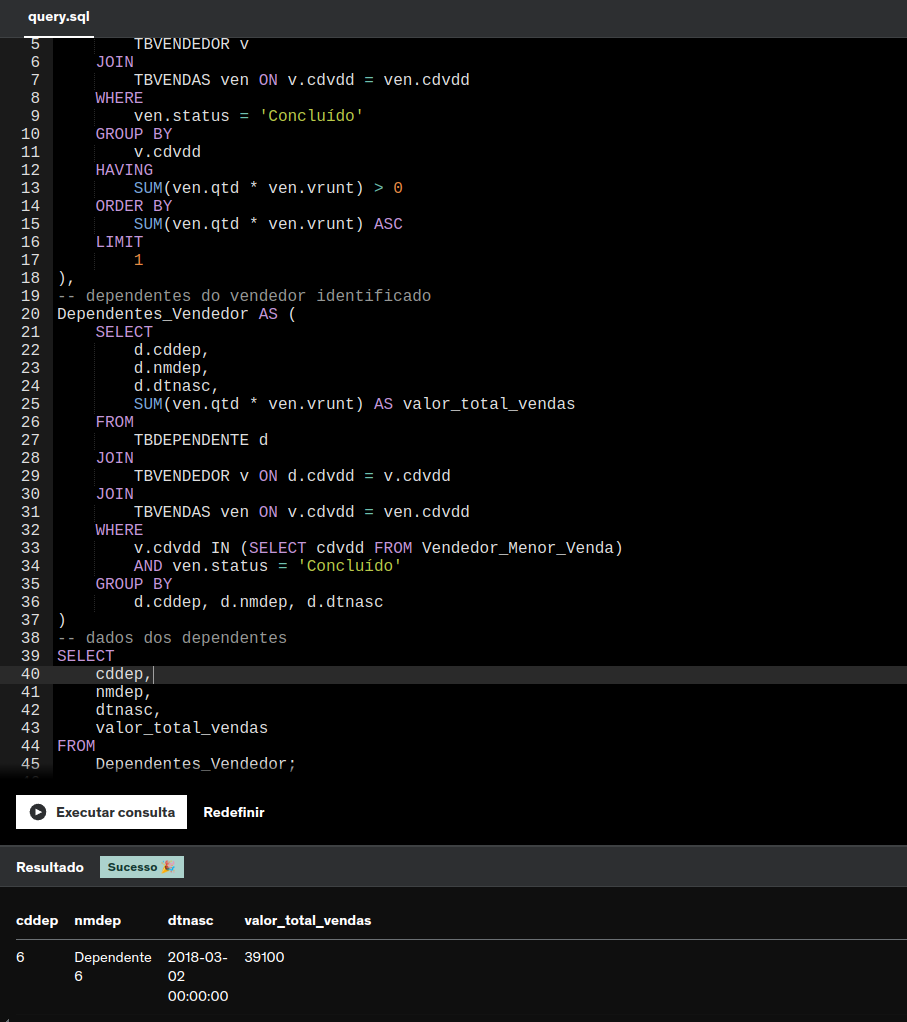 query.sql
5 TBVENDEDOR v
6 JOIN
7 TBVENDAS ven ON v.cdvdd = ven.cdvdd
8 WHERE
9 ven.status = 'Concluído'
10 GROUP BY
11 v.cdvdd
12 HAVING
13 SUM(ven.qtd * ven.vrunt) > 0
14 ORDER BY
15 SUM(ven.qtd * ven.vrunt) ASC
16 LIMIT
17 1
18 ),
19 -- dependentes do vendedor identificado
20 Dependentes_Vendedor AS (
21 SELECT
22 d.cddep,
23 d.nmdep,
24 d.dtnasc,
25 SUM(ven.qtd * ven.vrunt) AS valor_total_vendas
26 FROM
27 TBDEPENDENTE d
28 JOIN
29 TBVENDEDOR v ON d.cdvdd = v.cdvdd
30 JOIN
31 TBVENDAS ven ON v.cdvdd = ven.cdvdd
32 WHERE
33 v.cdvdd IN (SELECT cdvdd FROM Vendedor_Menor_Venda)
34 AND ven.status = 'Concluído'
35 GROUP BY
36 d.cddep, d.nmdep, d.dtnasc
37 )
38 -- dados dos dependentes
39 SELECT
40 cddep,
41 nmdep,
42 dtnasc,
43 valor_total_vendas
44 FROM
45 Dependentes_Vendedor;
Executar consulta Redefinir
Resultado Sucesso 🎉
cddep nmdep dtnasc valor_total_vendas
6 Dependente 2018-03- 39100
6 02
00:00:00